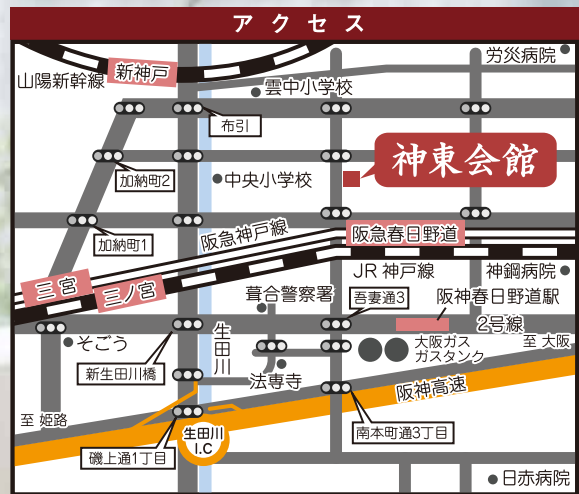 アクセス
労災病院
山陽新幹線
新神戸
雲中小学校
布引
神東会館
加納町2
中央小学校
加納町1
阪急神戸線
阪急春日野道
三宮
三ノ宮
JR神戸線
神鋼病院
葺合警察署
吾妻通3
阪神春日野道駅
2号線
そごう
生田川
大阪ガス
ガスタンク
至 大阪
新生田川橋
法専寺
阪神高速
至 姫路
生田川
I.C
南本町通3丁目
磯上通1丁目
日赤病院